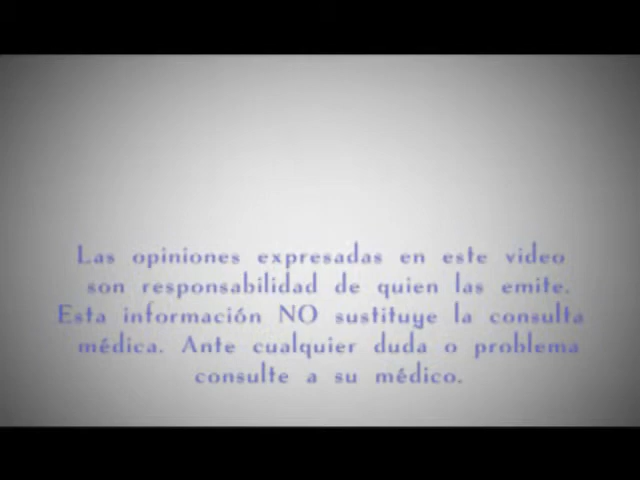 Las opiniones expresadas en este video
son responsabilidad de quien las emite.
Esta información NO sustituye la consulta
médica. Ante cualquier duda o problema
consulte a su médico.